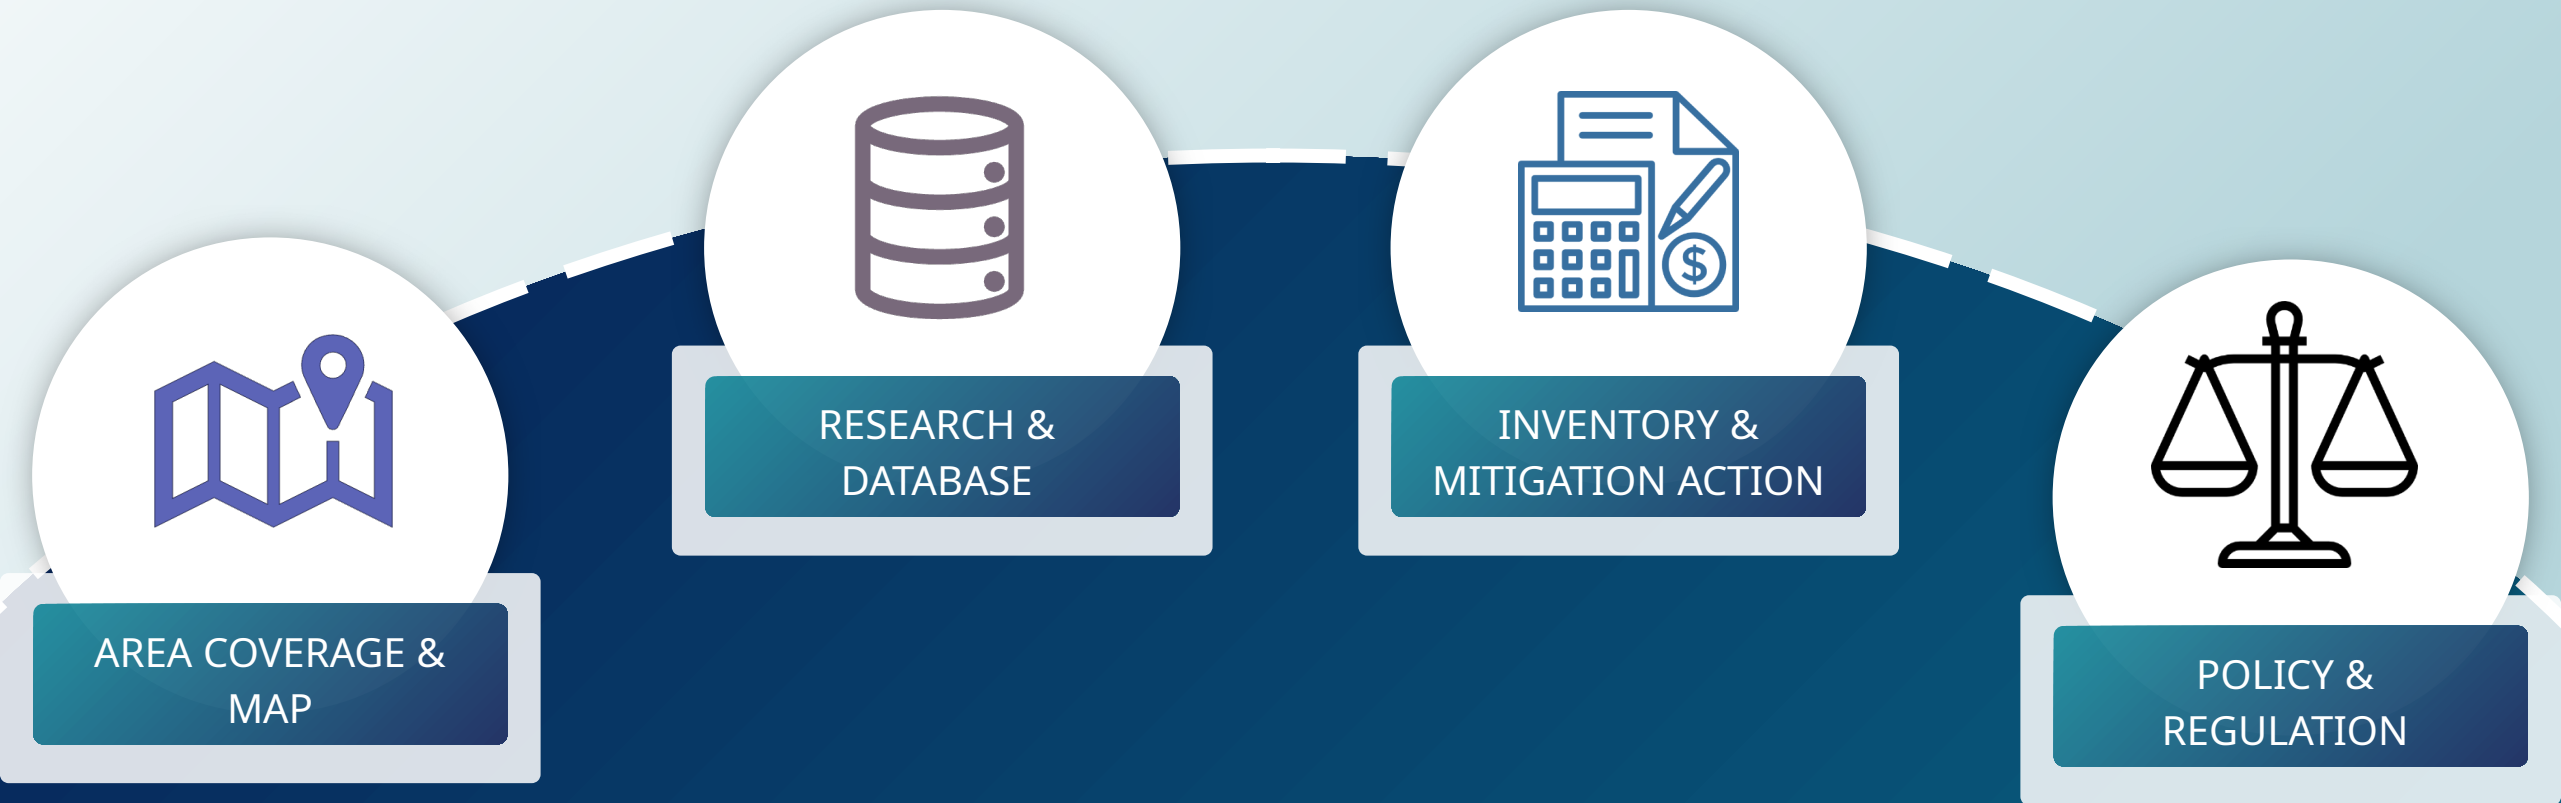 AREA COVERAGE &
MAP
RESEARCH &
DATABASE
INVENTORY &
MITIGATION ACTION
$
POLICY &
REGULATION